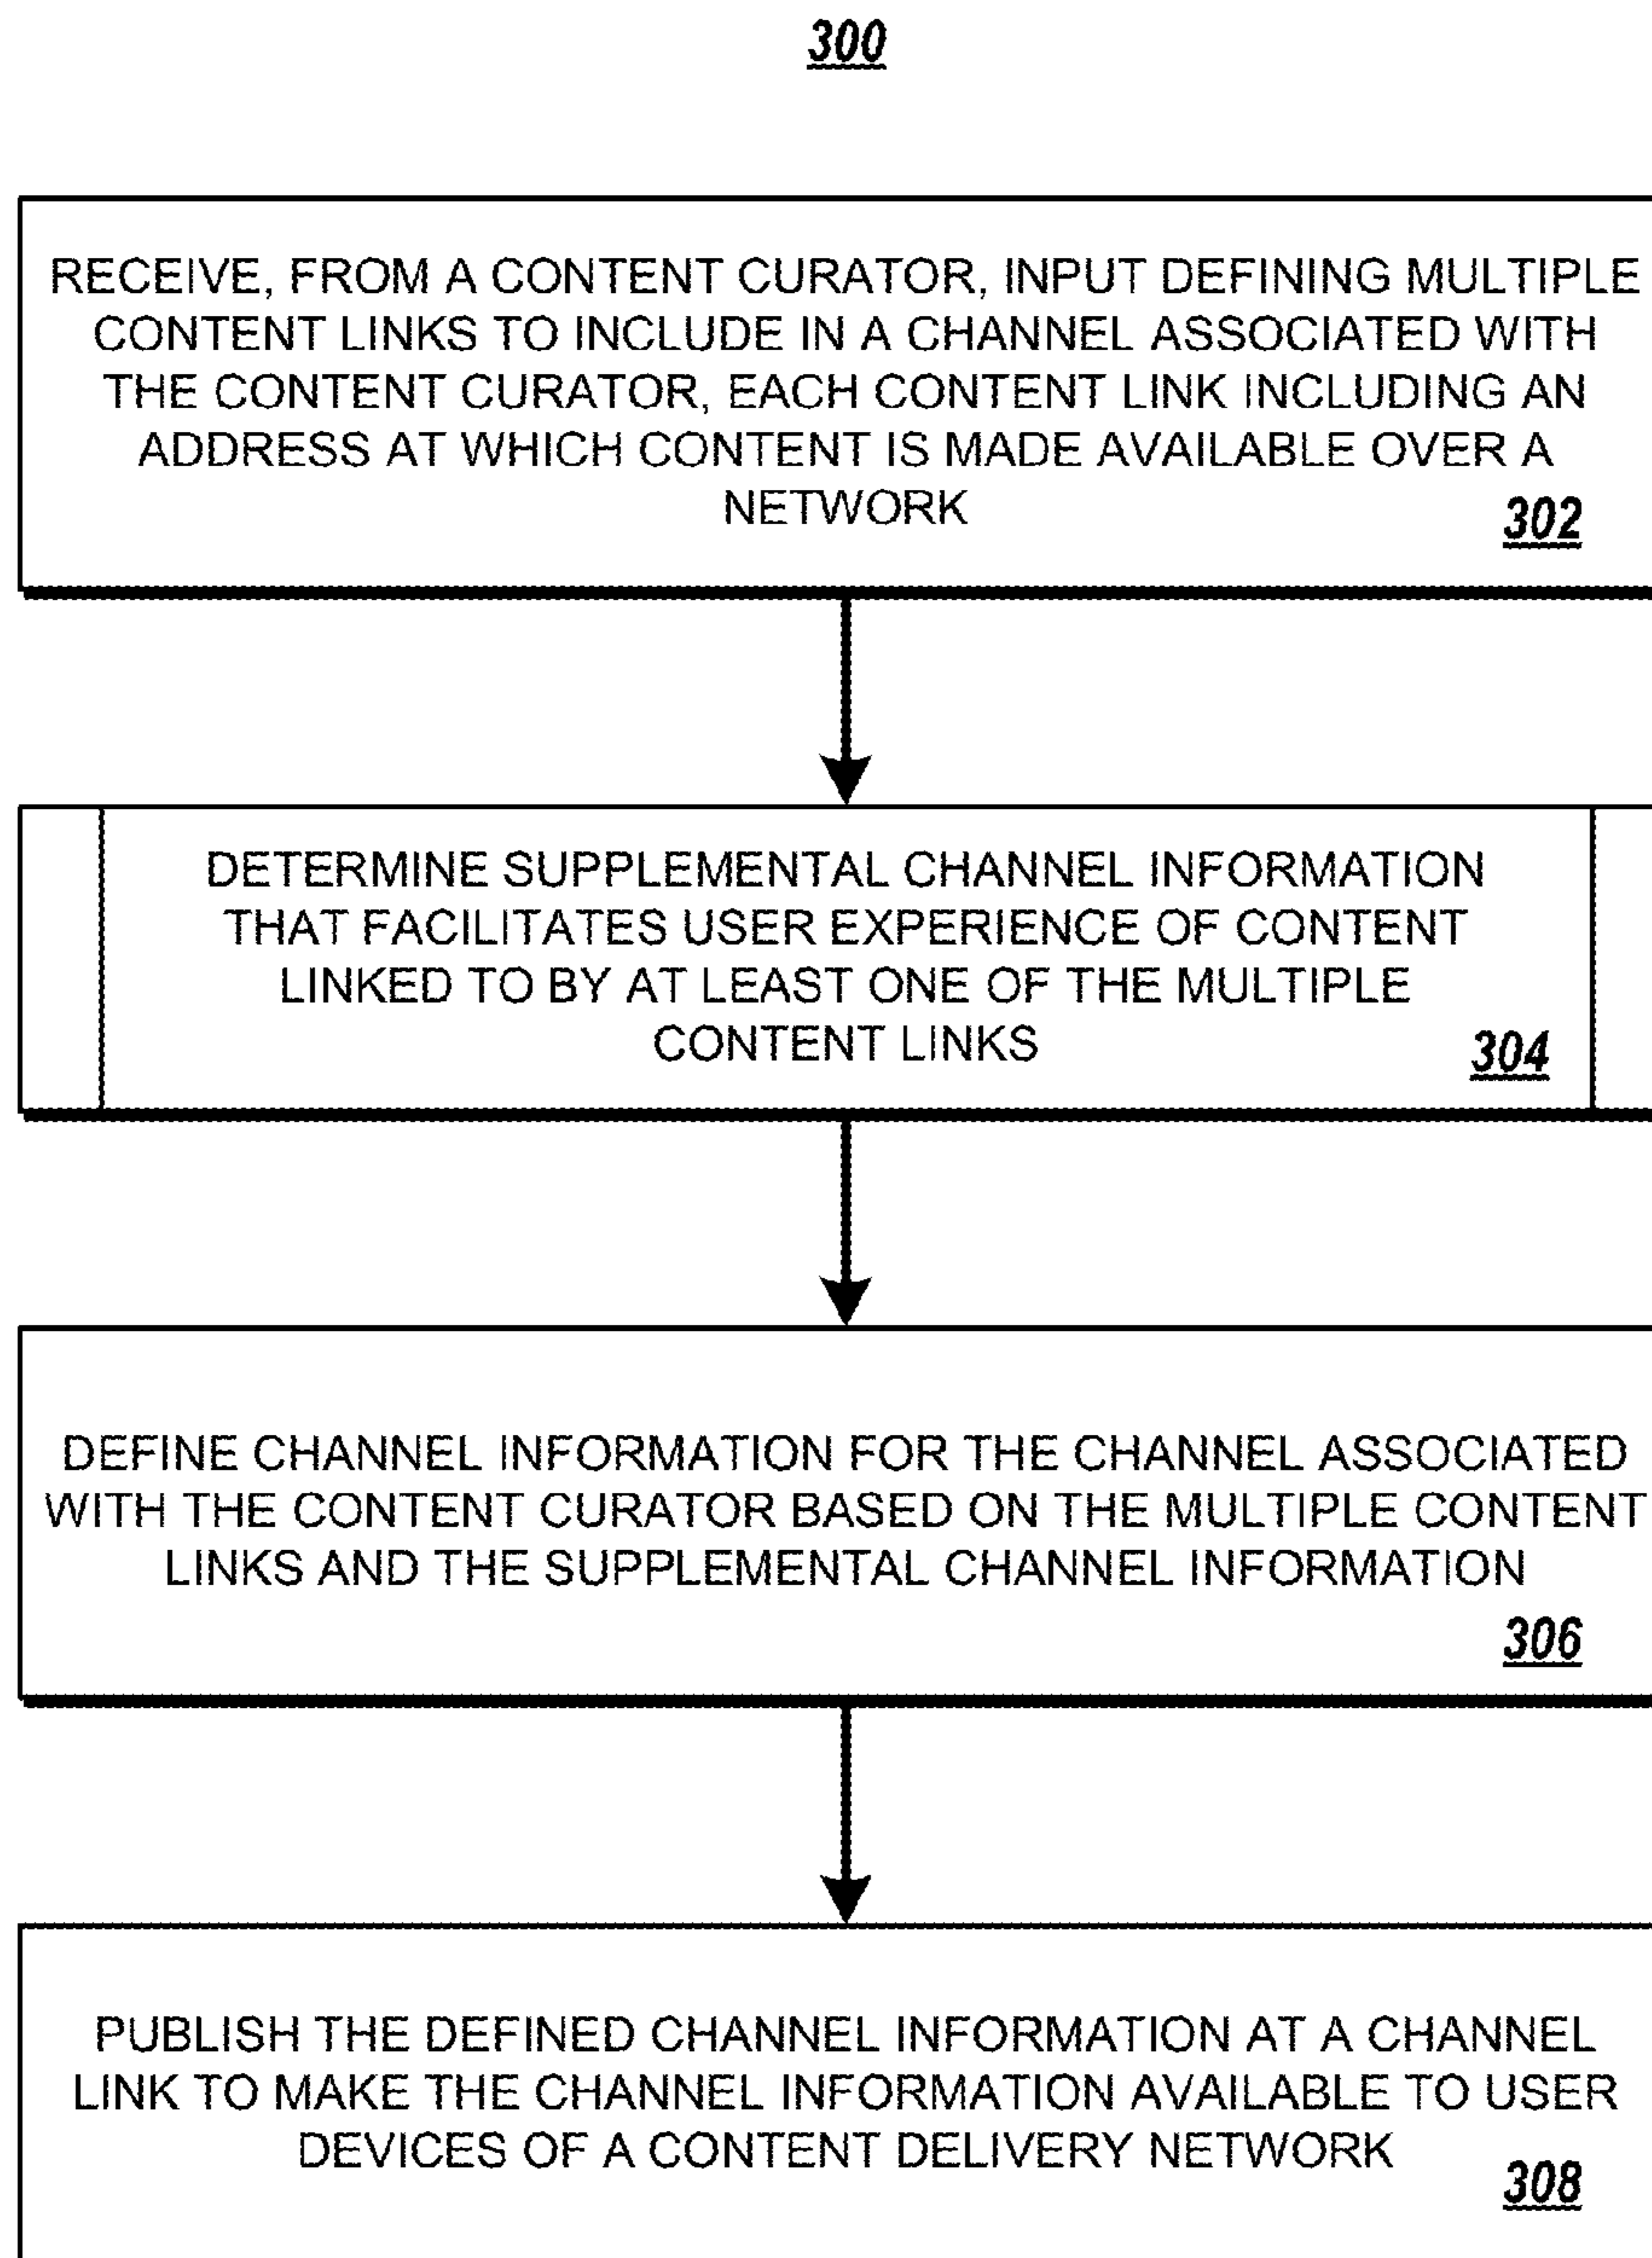 300
RECEIVE, FROM A CONTENT CURATOR, INPUT DEFINING MULTIPLE
CONTENT LINKS TO INCLUDE IN A CHANNEL ASSOCIATED WITH
THE CONTENT CURATOR, EACH CONTENT LINK INCLUDING AN
ADDRESS AT WHICH CONTENT IS MADE AVAILABLE OVER A
NETWORK
302
DETERMINE SUPPLEMENTAL CHANNEL INFORMATION
THAT FACILITATES USER EXPERIENCE OF CONTENT
LINKED TO BY AT LEAST ONE OF THE MULTIPLE
CONTENT LINKS
304
DEFINE CHANNEL INFORMATION FOR THE CHANNEL ASSOCIATED
WITH THE CONTENT CURATOR BASED ON THE MULTIPLE CONTENT
LINKS AND THE SUPPLEMENTAL CHANNEL INFORMATION
306
PUBLISH THE DEFINED CHANNEL INFORMATION AT A CHANNEL
LINK TO MAKE THE CHANNEL INFORMATION AVAILABLE TO USER
DEVICES OF A CONTENT DELIVERY NETWORK
308